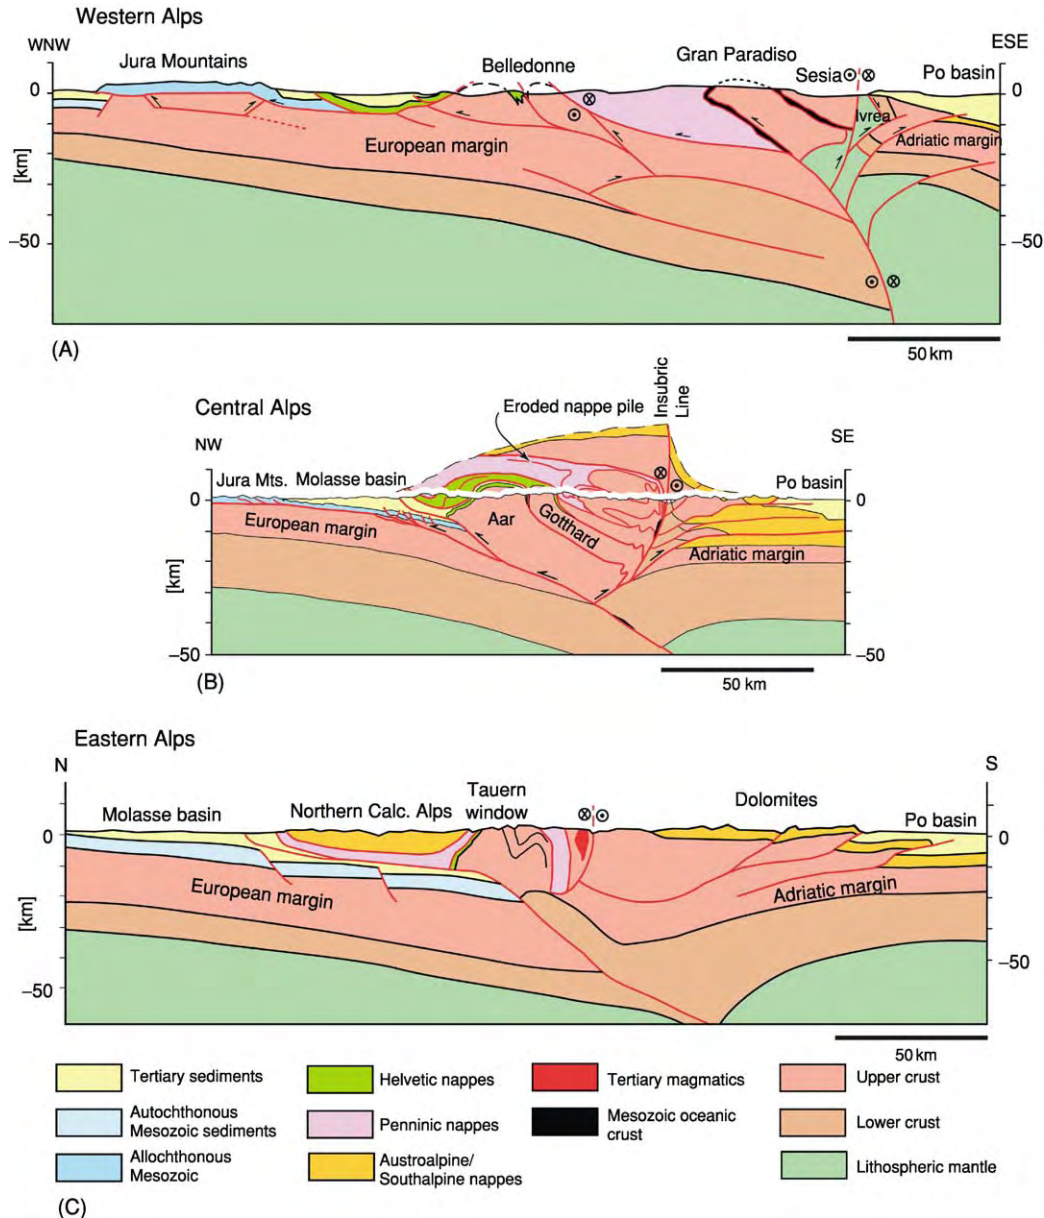 Western Alps
WNW
ESE
Jura Mountains
Belledonne
Gran Paradiso
Sesia
Po basin
0
0
Ivrea
European margin
Adriatic margin
[km]
–50
–50
(A)
50 km
Central Alps
Eroded nappe pile
Insubric
Line
NW
SE
Jura Mts.
Molasse basin
Po basin
0
0
European margin
Aar
Gotthard
Adriatic margin
[km]
–50
–50
(B)
50 km
Eastern Alps
N
S
Molasse basin
Northern Calc. Alps
Tauern
window
Dolomites
Po basin
0
0
European margin
Adriatic margin
[km]
–50
–50
50 km
Tertiary sediments
Helvetic nappes
Tertiary magmatics
Upper crust
Autochthonous
Mesozoic sediments
Penninic nappes
Mesozoic oceanic
crust
Lower crust
Allochthonous
Mesozoic
Austroalpine/
Southalpine nappes
Lithospheric mantle
(C)